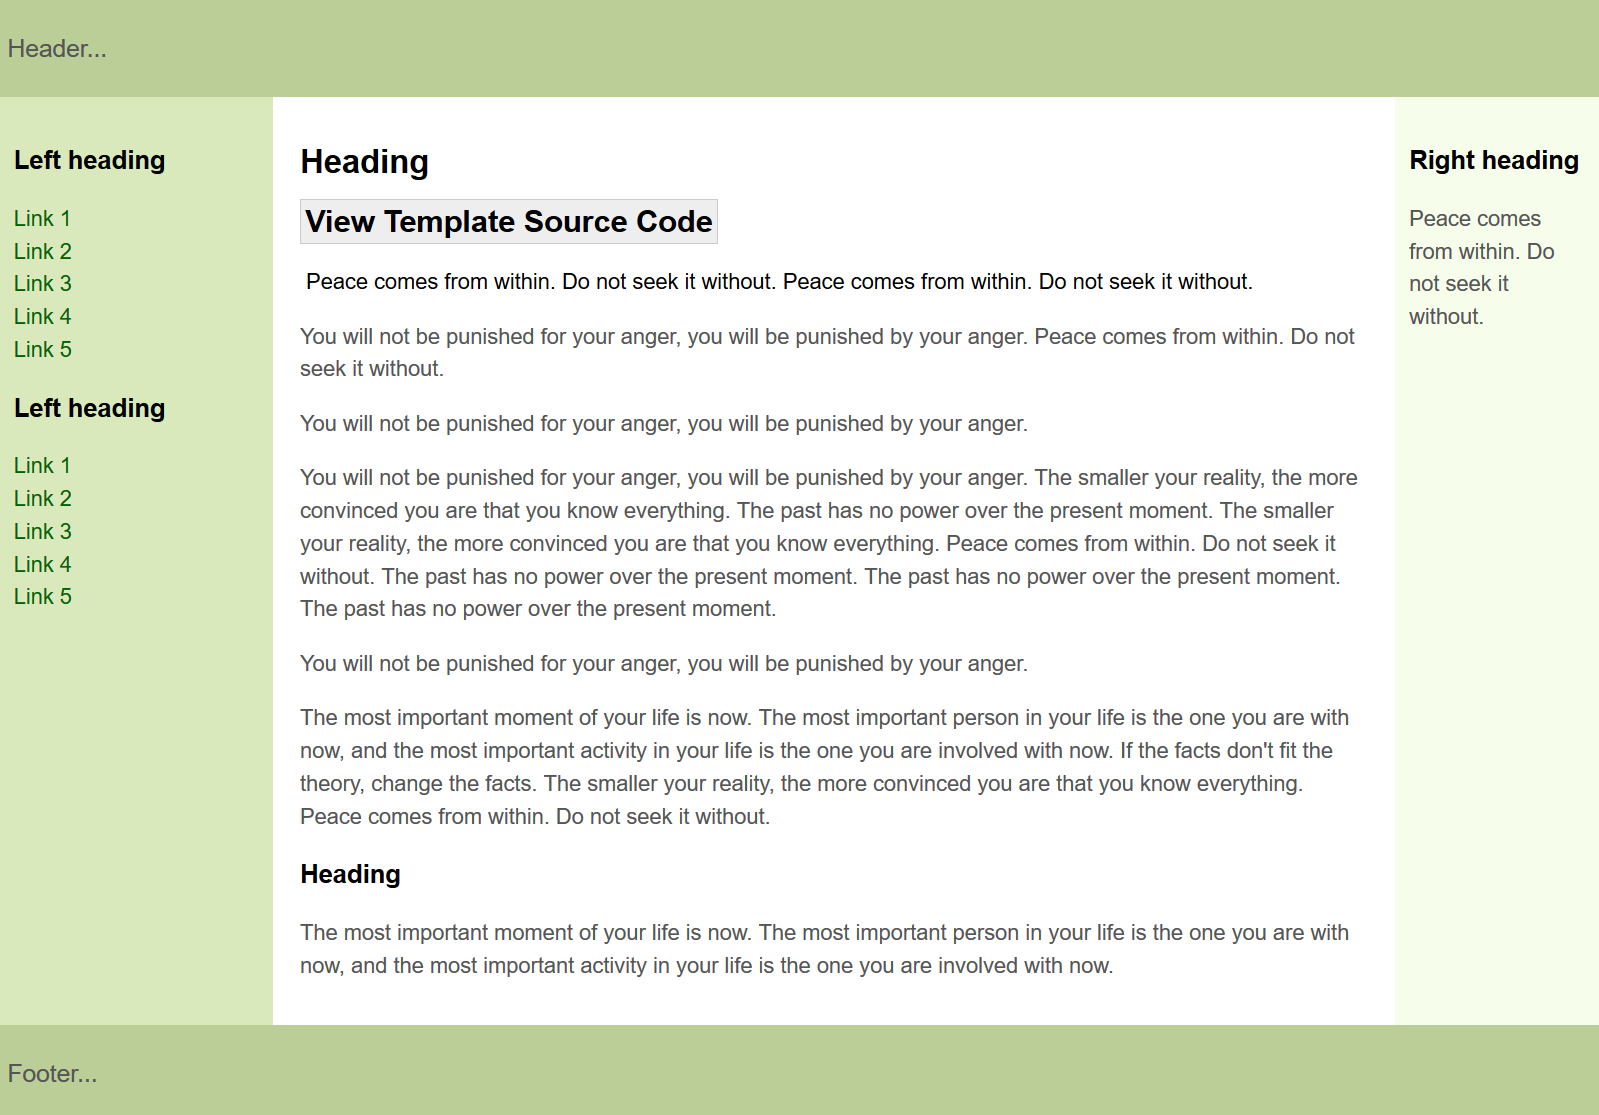 Header...
Left heading
Link 1
Link 2
Link 3
Link 4
Link 5
Left heading
Link 1
Link 2
Link 3
Link 4
Link 5
Heading
View Template Source Code
Peace comes from within. Do not seek it without. Peace comes from within. Do not seek it without.
You will not be punished for your anger, you will be punished by your anger. Peace comes from within. Do not
seek it without.
You will not be punished for your anger, you will be punished by your anger.
You will not be punished for your anger, you will be punished by your anger. The smaller your reality, the more
convinced you are that you know everything. The past has no power over the present moment. The smaller
your reality, the more convinced you are that you know everything. Peace comes from within. Do not seek it
without. The past has no power over the present moment. The past has no power over the present moment.
The past has no power over the present moment.
You will not be punished for your anger, you will be punished by your anger.
The most important moment of your life is now. The most important person in your life is the one you are with
now, and the most important activity in your life is the one you are involved with now. If the facts don't fit the
theory, change the facts. The smaller your reality, the more convinced you are that you know everything.
Peace comes from within. Do not seek it without.
Heading
The most important moment of your life is now. The most important person in your life is the one you are with
now, and the most important activity in your life is the one you are involved with now.
Right heading
Peace comes
from within. Do
not seek it
without.
Footer...